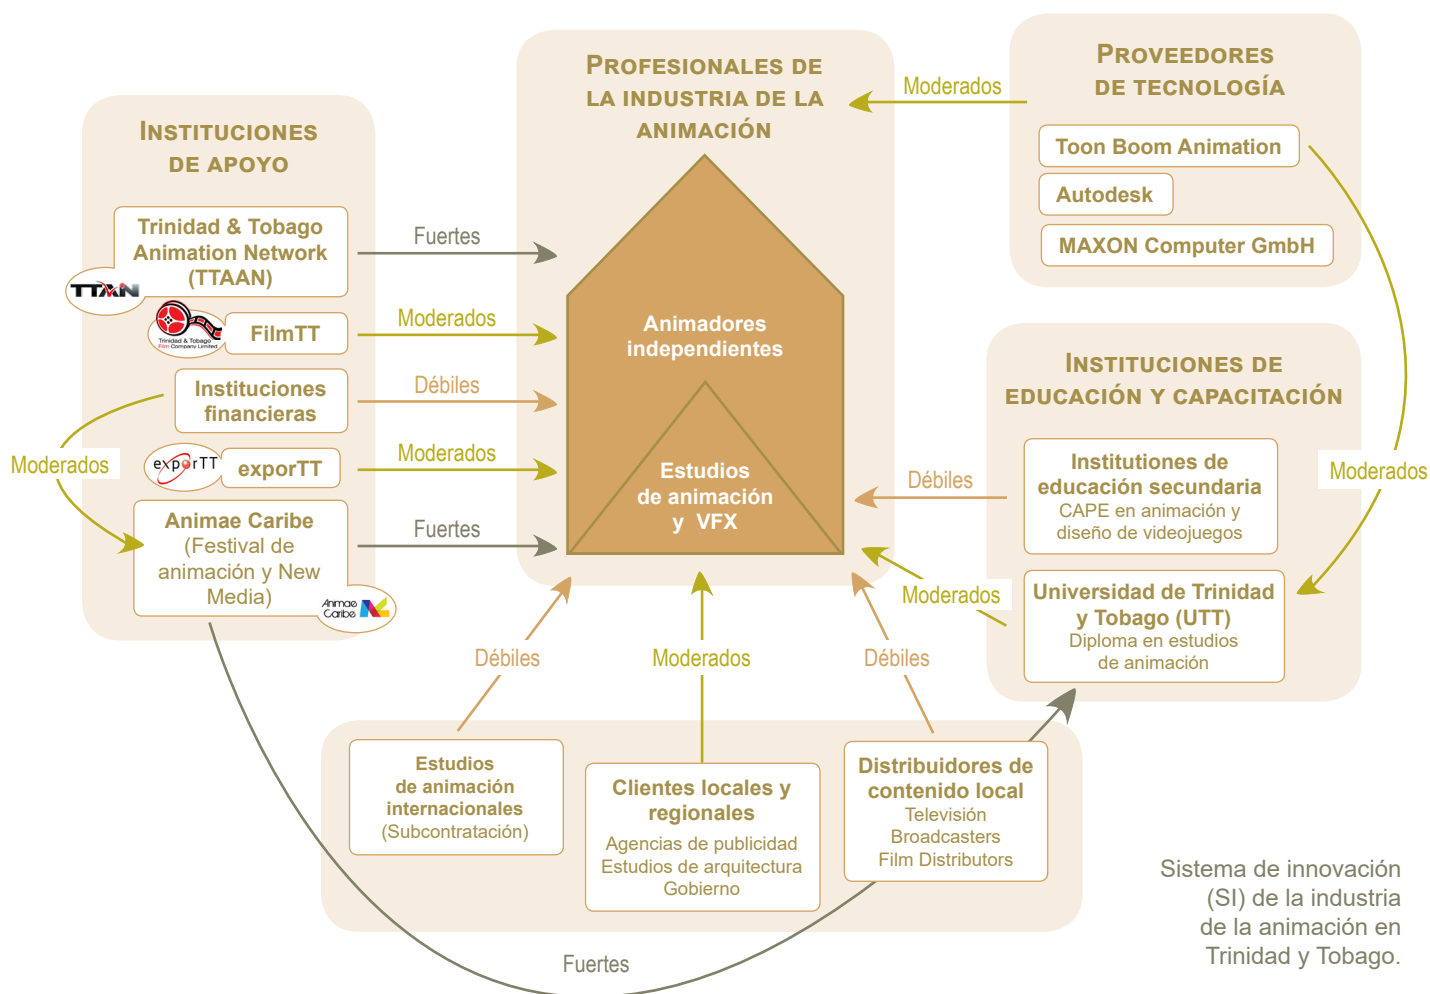 INSTITUCIONES
DE APOYO
Trinidad & Tobago
Animation Network
(TTAAN)
TTAN
FilmTT
Trinidad & Tobago
Film Company Limited
Instituciones
financieras
exporTT
exporTT
Animae Caribe
(Festival de
animación y New
Media)
Animae
Caribe
Moderados
Fuertes
Moderados
Débiles
Moderados
Fuertes
PROFESIONALES DE
LA INDUSTRIA DE LA
ANIMACIÓN
Animadores
independientes
Estudios
de animación
y VFX
Moderados
PROVEEDORES
DE TECNOLOGÍA
Toon Boom Animation
Autodesk
MAXON Computer GmbH
Moderados
INSTITUCIONES DE
EDUCACIÓN Y CAPACITACIÓN
Institutiones de
educación secundaria
CAPE en animación y
diseño de videojuegos
Universidad de Trinidad
y Tobago (UTT)
Diploma en estudios
de animación
Débiles
Moderados
Débiles
Moderados
Débiles
Estudios
de animación
internacionales
(Subcontratación)
Clientes locales y
regionales
Agencias de publicidad
Estudios de arquitectura
Gobierno
Distribuidores de
contenido local
Televisión
Broadcasters
Film Distributors
Fuertes
Sistema de innovación
(SI) de la industria
de la animación en
Trinidad y Tobago.